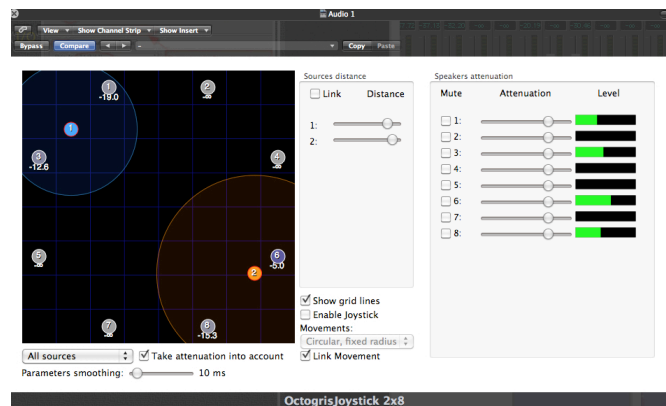 Audio 1
View Show Channel Strip Show Insert
Bypass Compare - Copy Paste
Sources distance
Speakers attenuation
Link Distance
Mute Attenuation Level
1 -19.0
2 -∞
1
3 -12.6
4 -∞
5 -∞
6 -5.0
2
7 -∞
8 -15.3
1:
2:
1:
2:
3:
4:
5:
6:
7:
8:
Show grid lines
Enable Joystick
Movements:
Circular, fixed radius
Link Movement
All sources
Take attenuation into account
Parameters smoothing: 10 ms
OctogrisJoystick 2x8